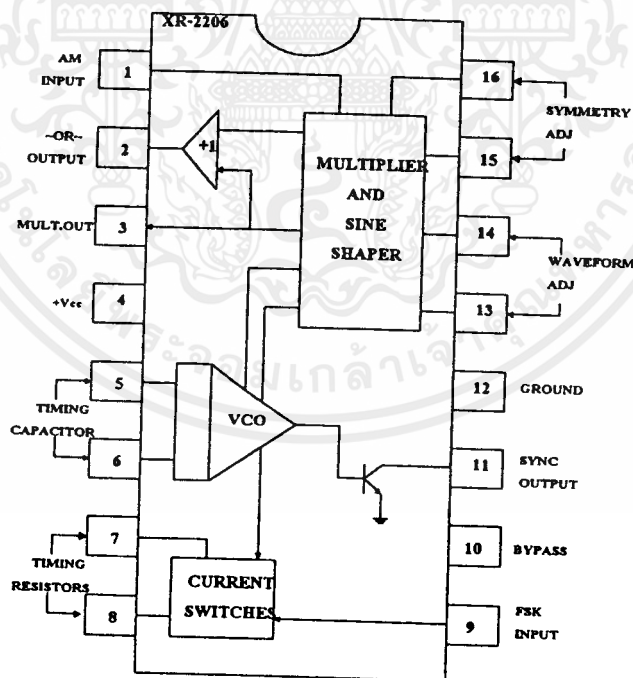 XR-2206
AM
INPUT
1
~OR~
OUTPUT
2
MULT.OUT
3
+Vcc
4
5
TIMING
CAPACITOR
6
7
TIMING
RESISTORS
8
+1
MULTIPLIER
AND
SINE
SHAPER
VCO
CURRENT
SWITCHES
16
SYMMETRY
ADJ
15
14
WAVEFORM
ADJ
13
12
GROUND
11
SYNC
OUTPUT
10
BYPASS
9
FSK
INPUT